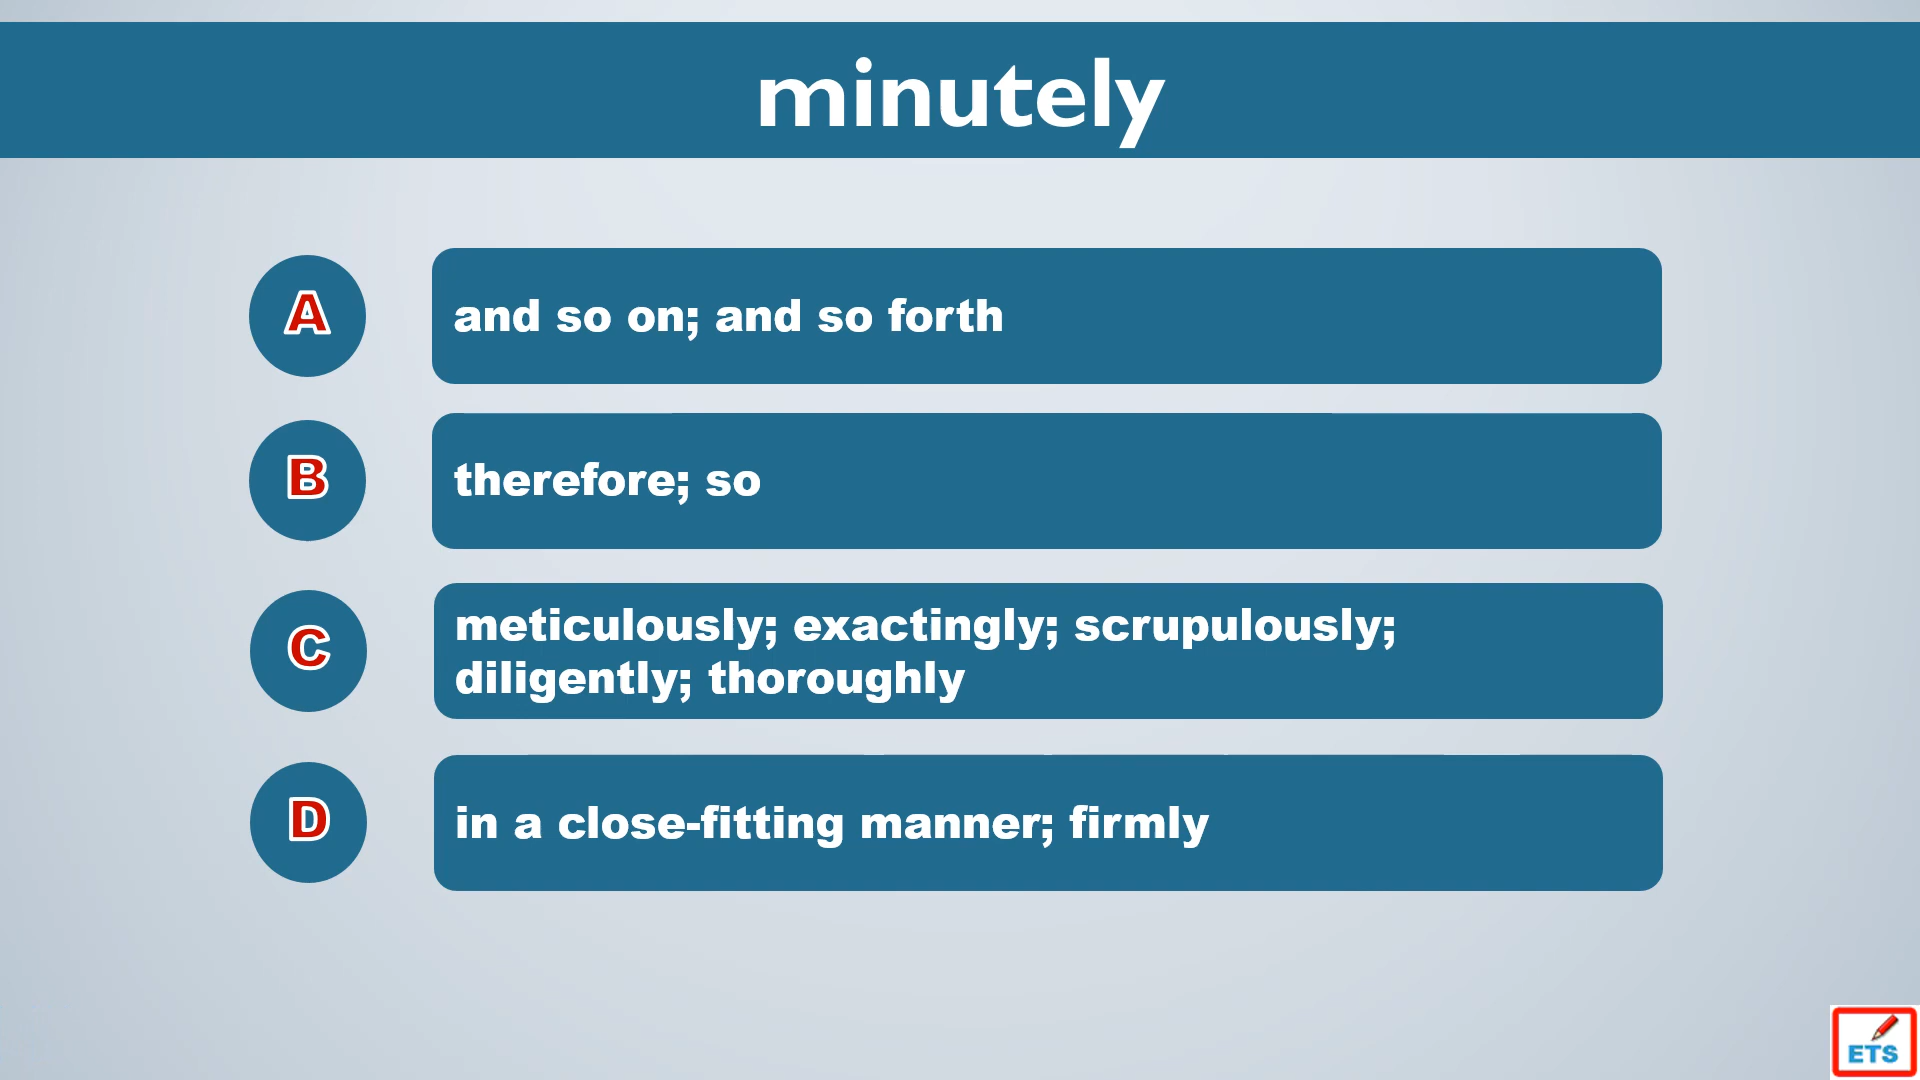 minutely
A
and so on; and so forth
B
therefore; so
C
meticulously; exactingly; scrupulously;
diligently; thoroughly
D
in a close-fitting manner; firmly
ETS